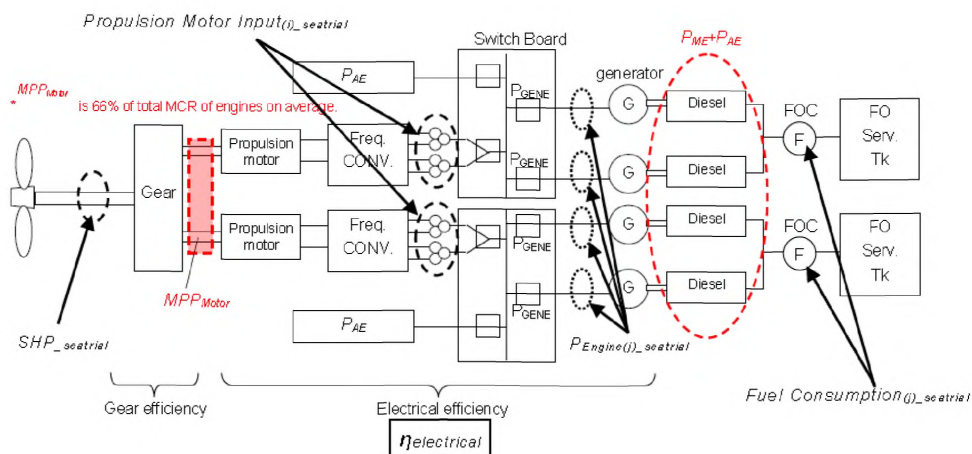 Propulsion Motor Input(i)_seatrial
Switch Board
PME+PAE
generator
* MPPMotor is 66% of total MCR of engines on average.
PAE
PGENE
G
Diesel
FOC
FO
Serv.
Tk
F
Gear
Propulsion
motor
Freq.
CONV.
PGENE
G
Diesel
Propulsion
motor
Freq.
CONV.
PGENE
G
Diesel
FOC
FO
Serv.
Tk
F
MPPMotor
PGENE
G
Diesel
SHP_seatrial
PAE
PEngine(j)_seatrial
Fuel Consumption(j)_seatrial
Gear efficiency
Electrical efficiency
ηelectrical